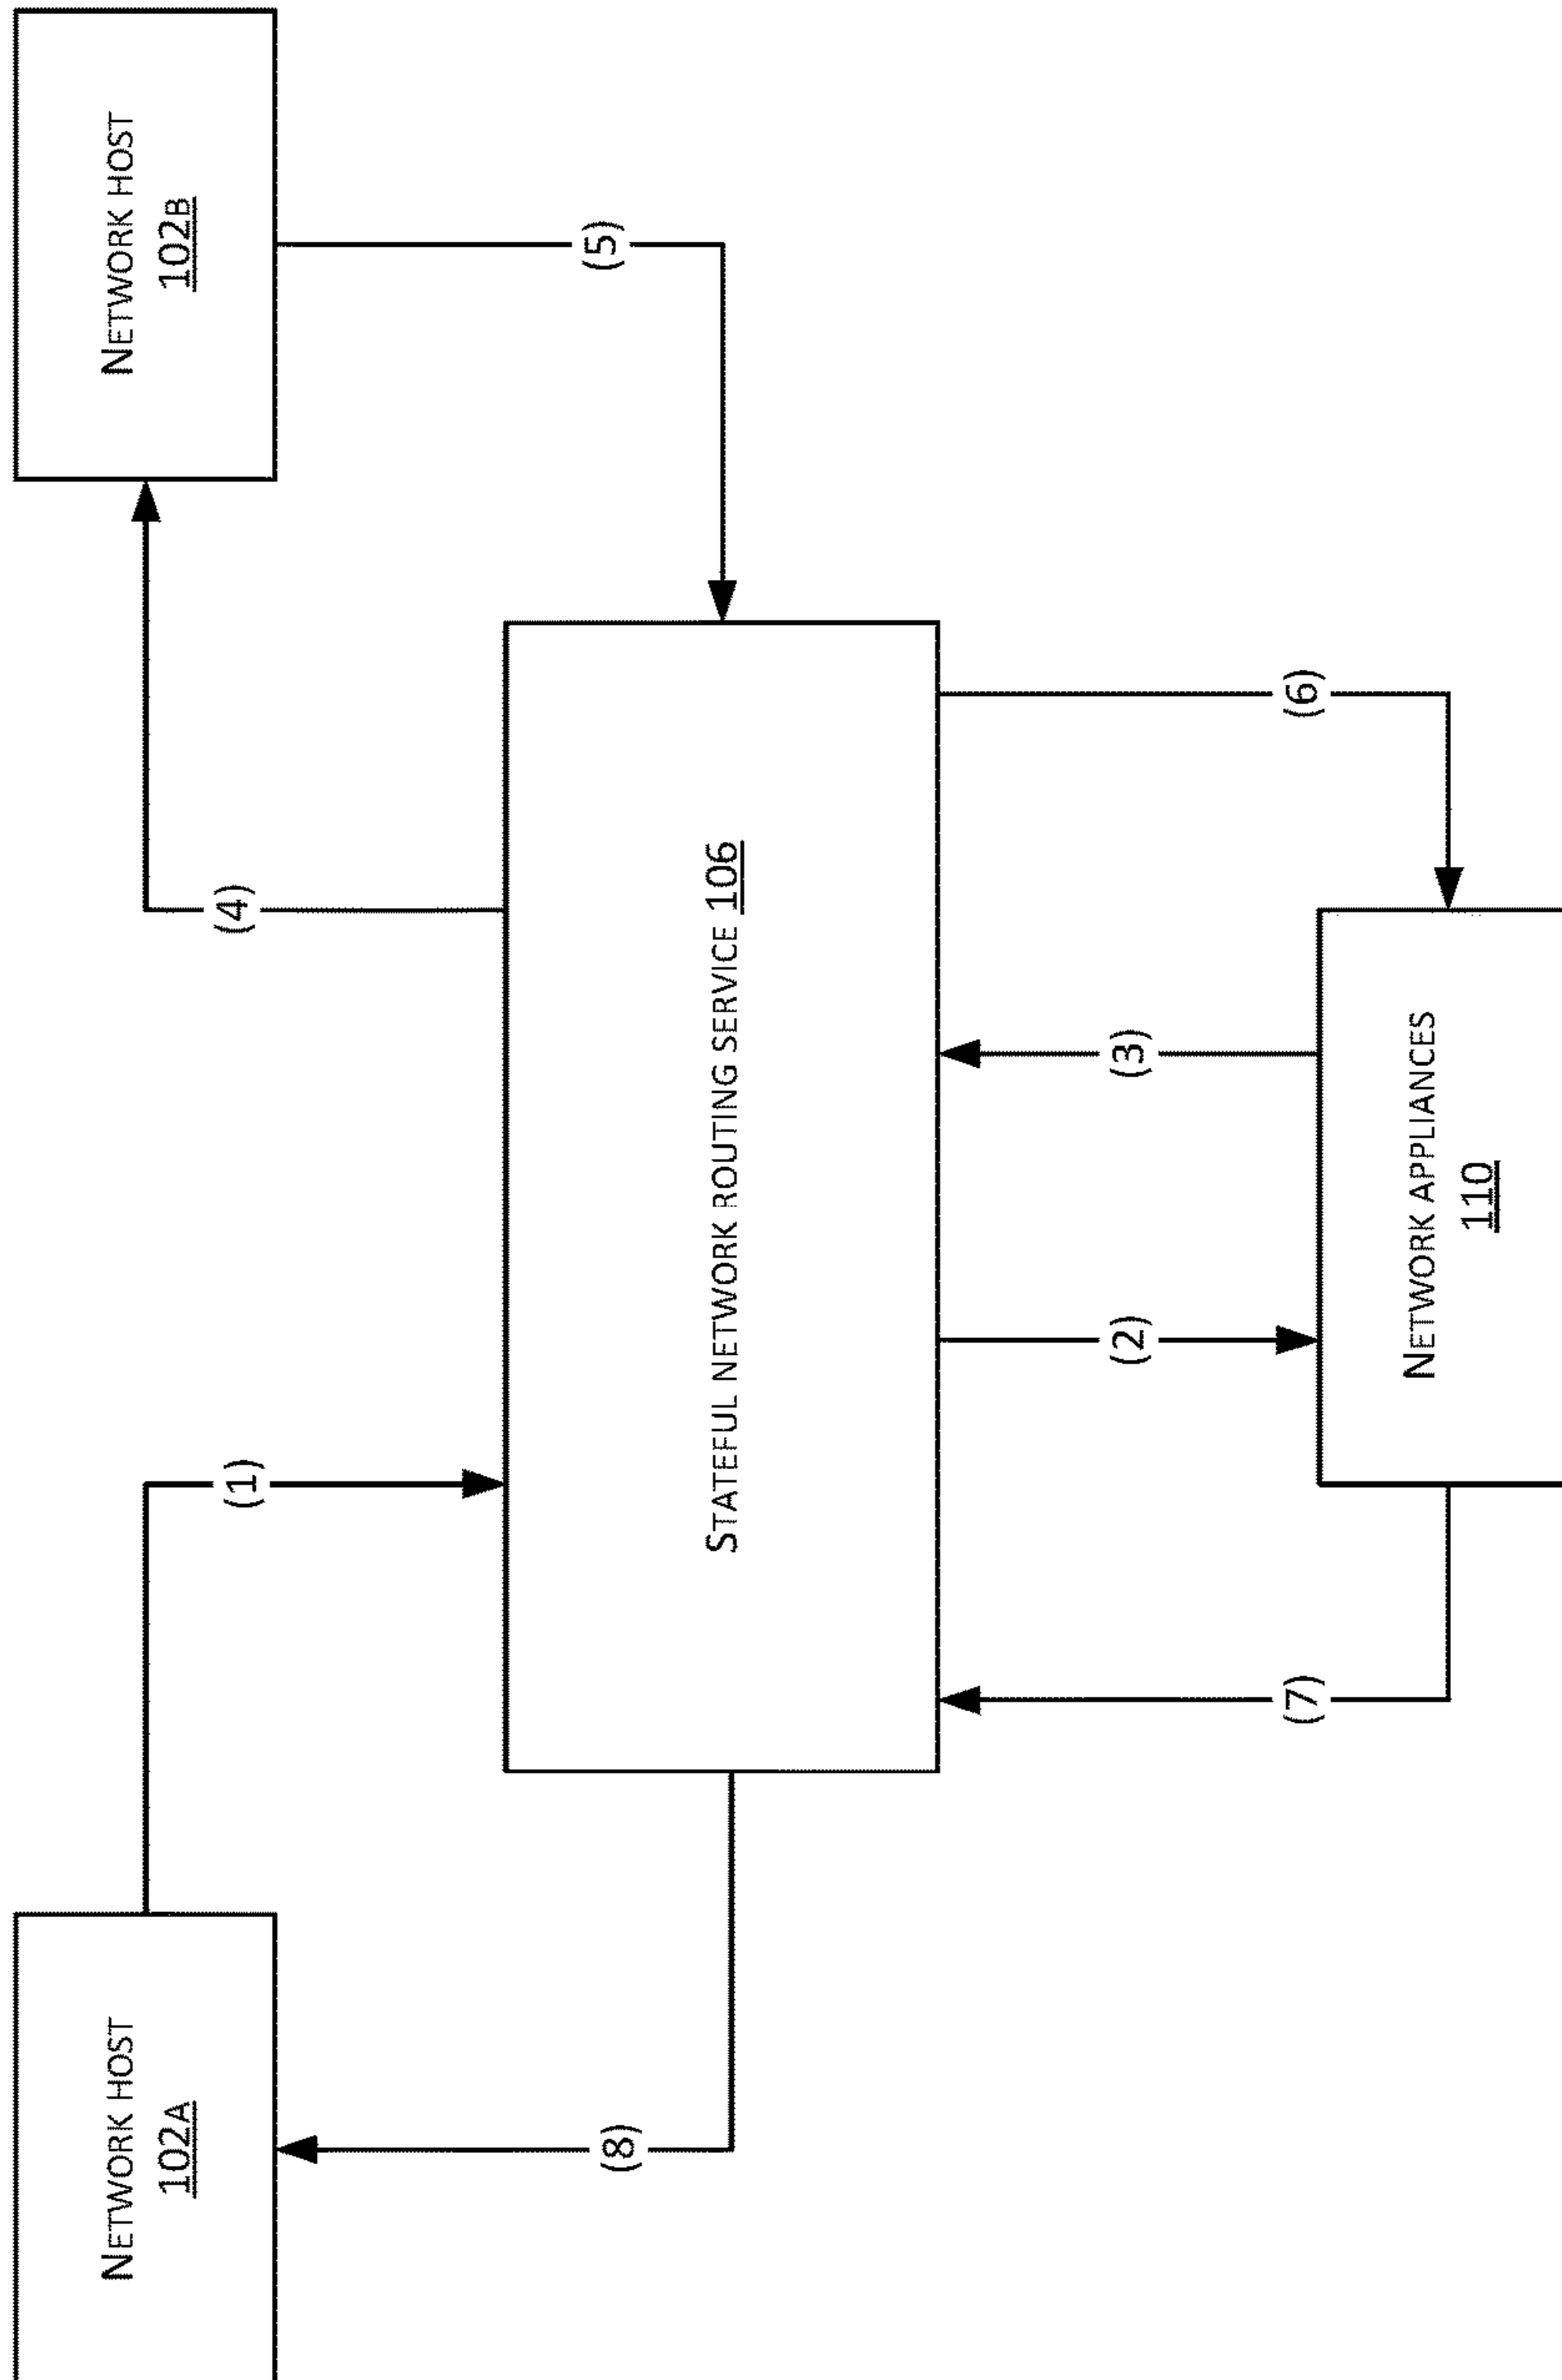 NETWORK HOST
102A
NETWORK HOST
102B
(1)
(4)
(8)
(5)
STATEFUL NETWORK ROUTING SERVICE 106
(2)
(3)
(7)
(6)
NETWORK APPLIANCES
110